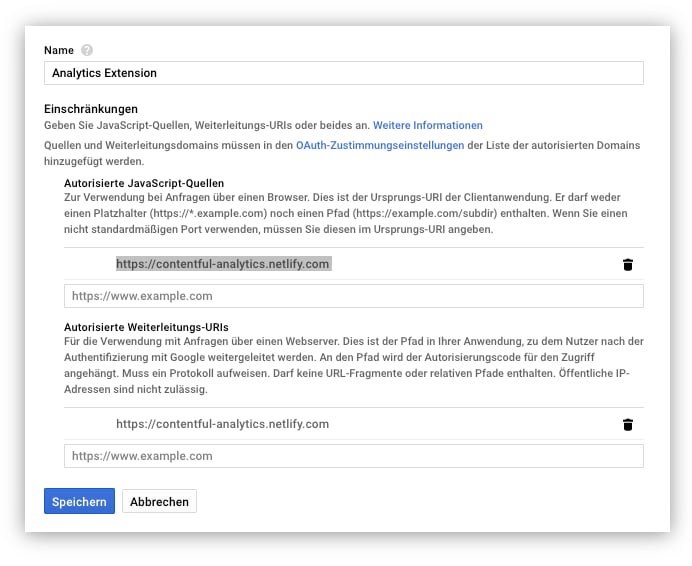 Name ?
Analytics Extension
Einschränkungen
Geben Sie JavaScript-Quellen, Weiterleitungs-URIs oder beides an. Weitere Informationen
Quellen und Weiterleitungsdomains müssen in den OAuth-Zustimmungseinstellungen der Liste der autorisierten Domains
hinzugefügt werden.
Autorisierte JavaScript-Quellen
Zur Verwendung bei Anfragen über einen Browser. Dies ist der Ursprungs-URI der Clientanwendung. Er darf weder
einen Platzhalter (https://*.example.com) noch einen Pfad (https://example.com/subdir) enthalten. Wenn Sie einen
nicht standardmäßigen Port verwenden, müssen Sie diesen im Ursprungs-URI angeben.
https://contentful-analytics.netlify.com
https://www.example.com
Autorisierte Weiterleitungs-URIs
Für die Verwendung mit Anfragen über einen Webserver. Dies ist der Pfad in Ihrer Anwendung, zu dem Nutzer nach der
Authentifizierung mit Google weitergeleitet werden. An den Pfad wird der Autorisierungscode für den Zugriff
angehängt. Muss ein Protokoll aufweisen. Darf keine URL-Fragmente oder relativen Pfade enthalten. Öffentliche IP-
Adressen sind nicht zulässig.
https://contentful-analytics.netlify.com
https://www.example.com
Speichern Abbrechen